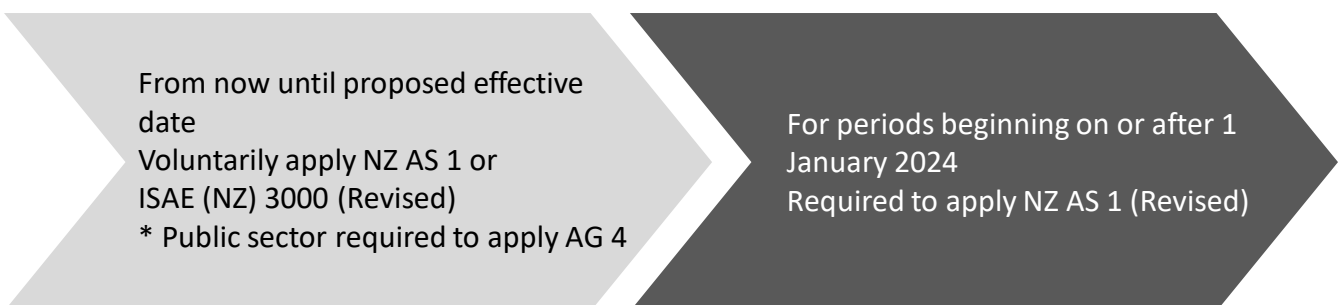 From now until proposed effective
date
Voluntarily apply NZ AS 1 or
ISAE (NZ) 3000 (Revised)
* Public sector required to apply AG 4
For periods beginning on or after 1
January 2024
Required to apply NZ AS 1 (Revised)